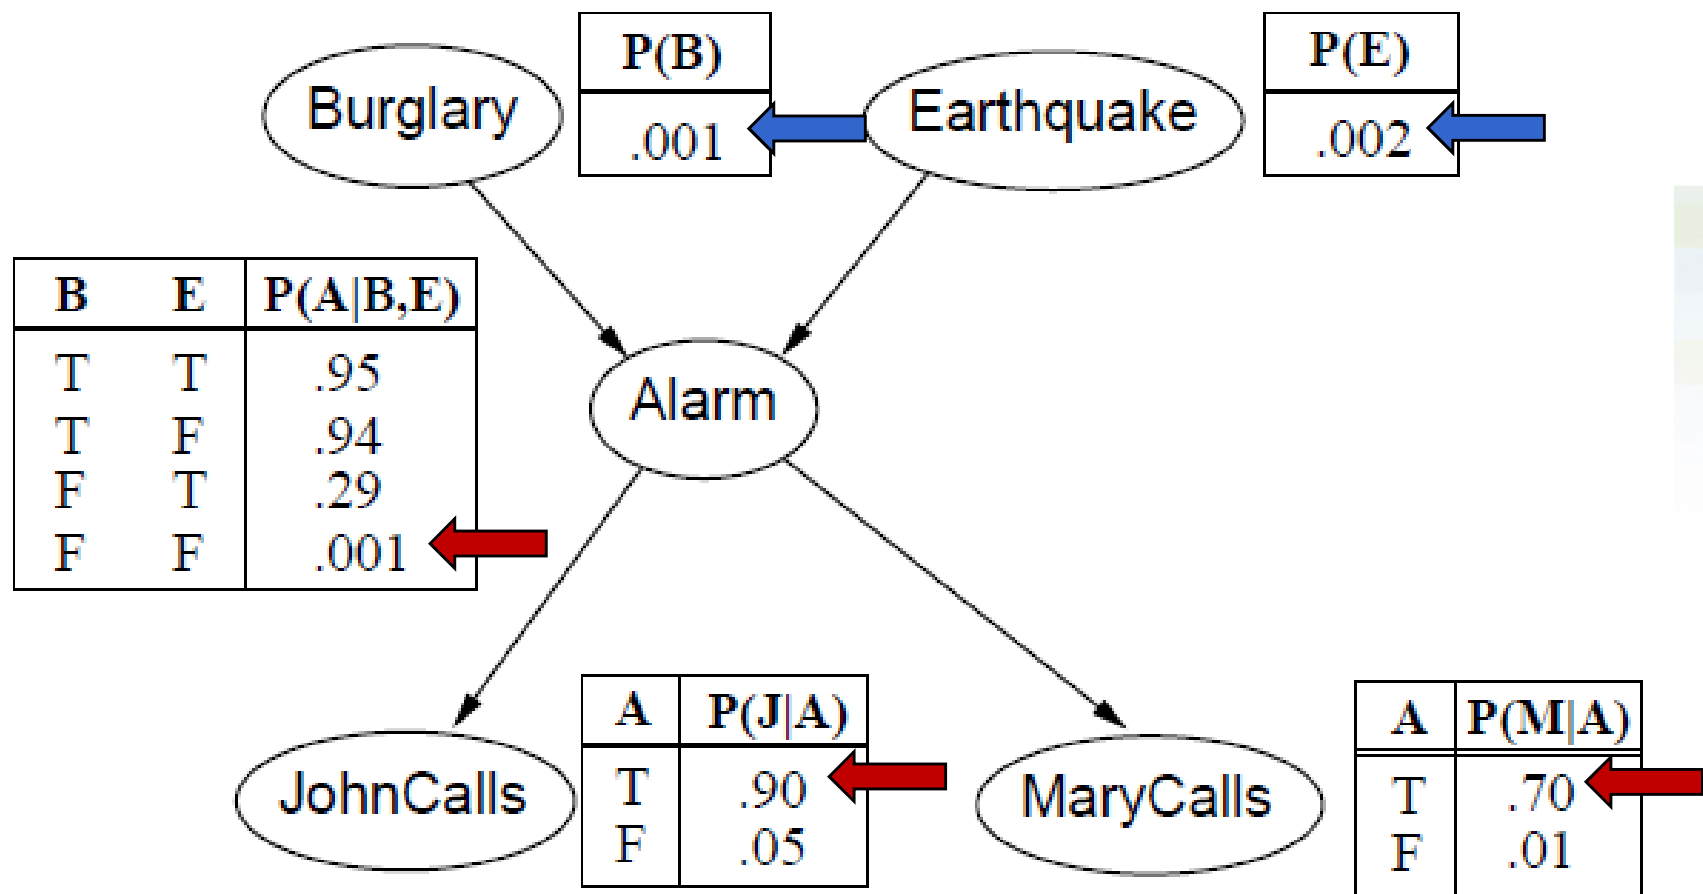 Burglary
P(B)
.001
Earthquake
P(E)
.002
B E P(A|B,E)
T T .95
T F .94
F T .29
F F .001
Alarm
JohnCalls
A P(J|A)
T .90
F .05
MaryCalls
A P(M|A)
T .70
F .01